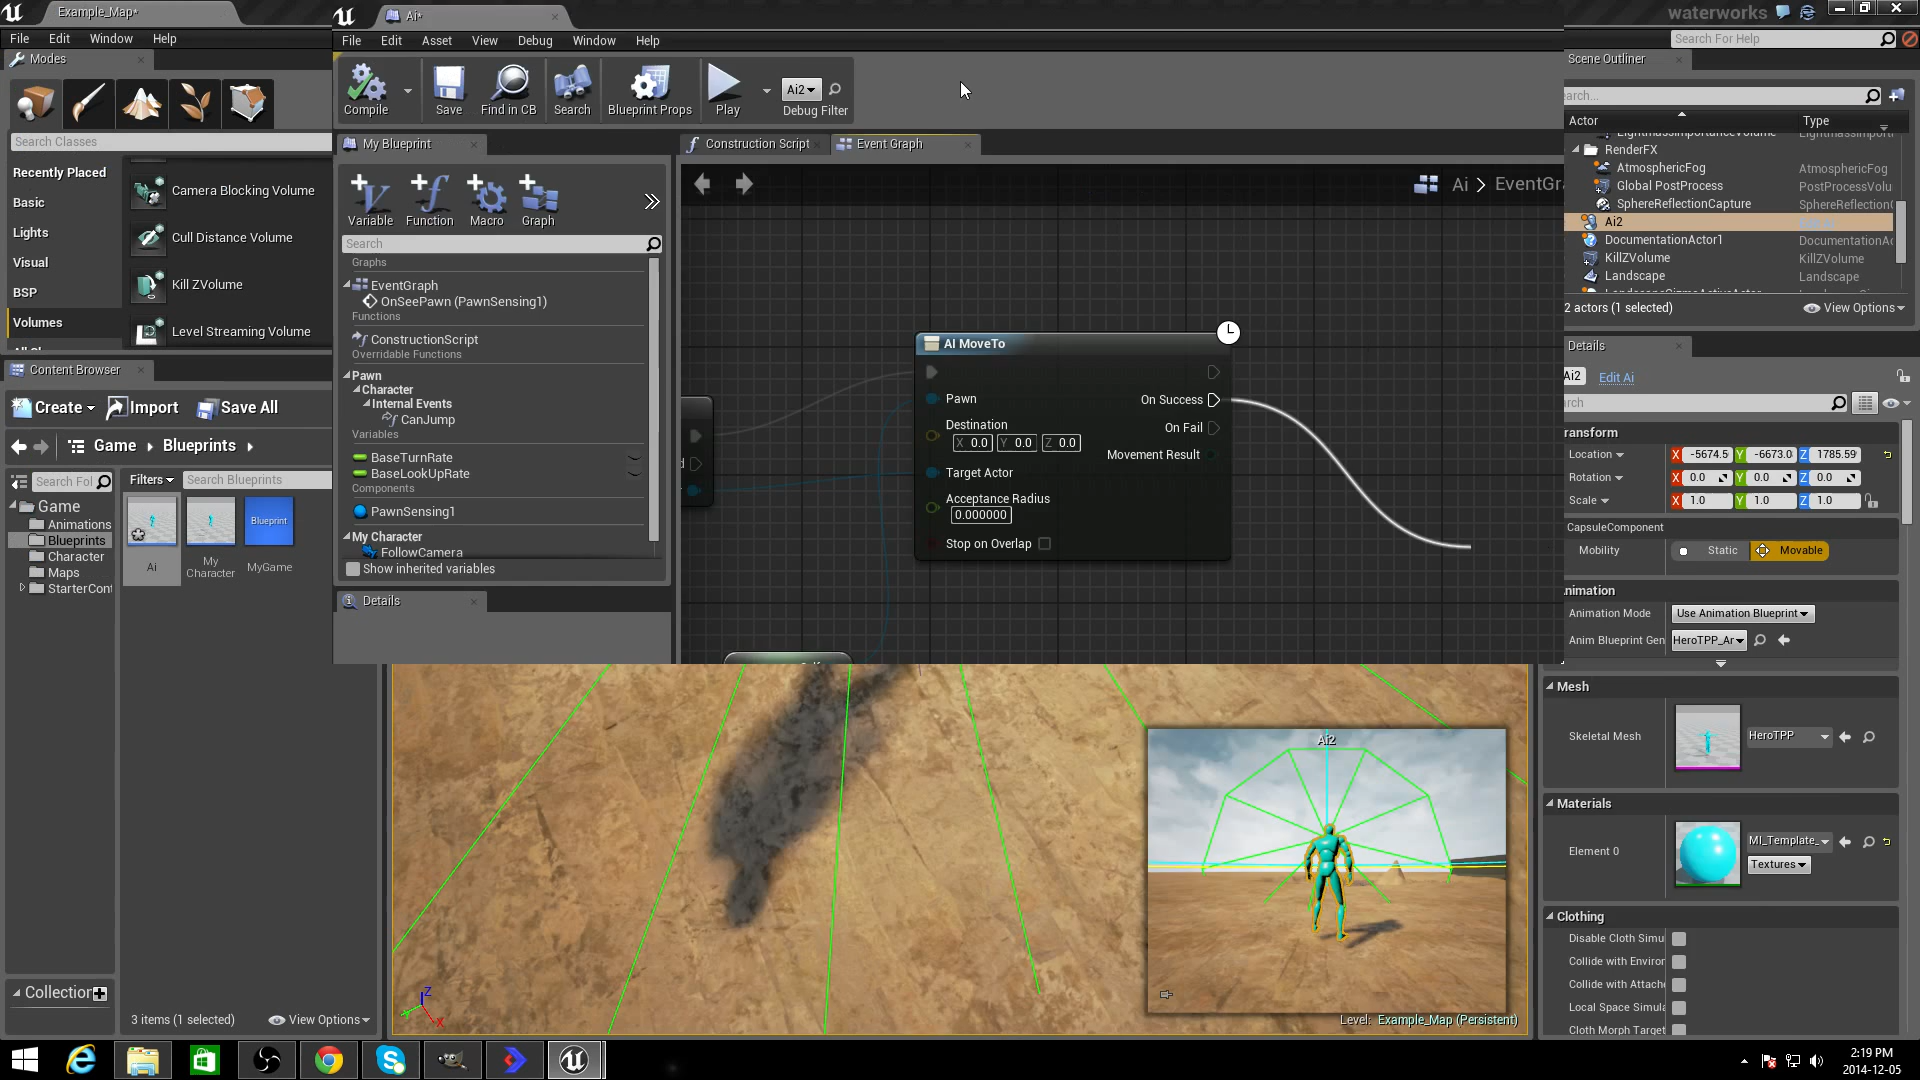 Example_Map*
Ai*
waterworks
File Edit Window Help
File Edit Asset View Debug Window Help
Search For Help
Modes
Scene Outliner
Compile
Save
Find in CB
Search
Blueprint Props
Play
Ai2
Debug Filter
Search Classes
My Blueprint
Construction Script
Event Graph
Actor
Type
Recently Placed
Basic
Lights
Visual
BSP
Volumes
Camera Blocking Volume
Cull Distance Volume
Kill ZVolume
Level Streaming Volume
Variable
Function
Macro
Graph
Search
Graphs
EventGraph
OnSeePawn (PawnSensing1)
Functions
ConstructionScript
Overridable Functions
Pawn
Character
Internal Events
CanJump
Variables
BaseTurnRate
BaseLookUpRate
Components
PawnSensing1
My Character
FollowCamera
Show inherited variables
Details
Ai > EventGra
AI MoveTo
Pawn
On Success
Destination
X 0.0 Y 0.0 Z 0.0
On Fail
Movement Result
Target Actor
Acceptance Radius
0.000000
Stop on Overlap
RenderFX
AtmosphericFog AtmosphericFog
Global PostProcess PostProcessVolu
SphereReflectionCapture SphereReflection
Ai2
DocumentationActor1 DocumentationAc
KillZVolume KillZVolume
Landscape Landscape
2 actors (1 selected)
View Options
Details
Ai2 Edit Ai
ransform
Location X -5674.5 Y -6673.0 Z 1785.59
Rotation X 0.0 Y 0.0 Z 0.0
Scale X 1.0 Y 1.0 Z 1.0
CapsuleComponent
Mobility Static Movable
nimation
Animation Mode Use Animation Blueprint
Anim Blueprint Gen HeroTPP_Ar
Mesh
Skeletal Mesh HeroTPP
Materials
Element 0 MI_Template_
Textures
Clothing
Disable Cloth Simu
Collide with Enviror
Collide with Attache
Local Space Simula
Cloth Morph Target
Content Browser
Create Import Save All
Game Blueprints
Search Fol
Filters
Search Blueprints
Game
Animations
Blueprints
Character
Maps
StarterCont
Ai
My Character
Blueprint
MyGame
Collection
3 items (1 selected)
View Options
Ai2
Z
X
Level: Example_Map (Persistent)
2:19 PM
2014-12-05